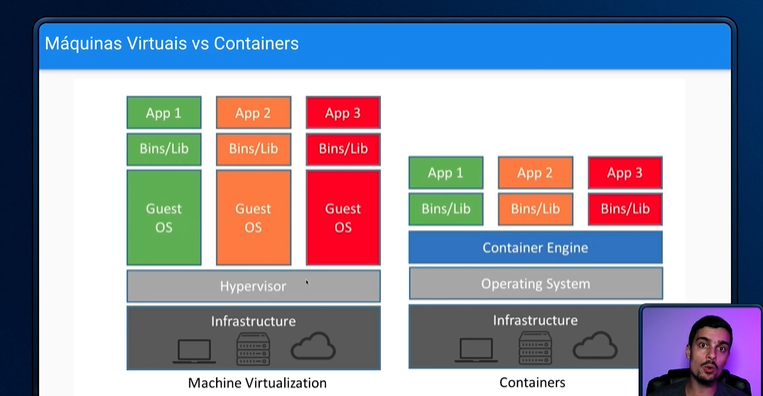 Máquinas Virtuais vs Containers
App 1
App 2
App 3
Bins/Lib
Bins/Lib
Bins/Lib
Guest
OS
Guest
OS
Guest
OS
Hypervisor
Infrastructure
Machine Virtualization
App 1
App 2
App 3
Bins/Lib
Bins/Lib
Bins/Lib
Container Engine
Operating System
Infrastructure
Containers